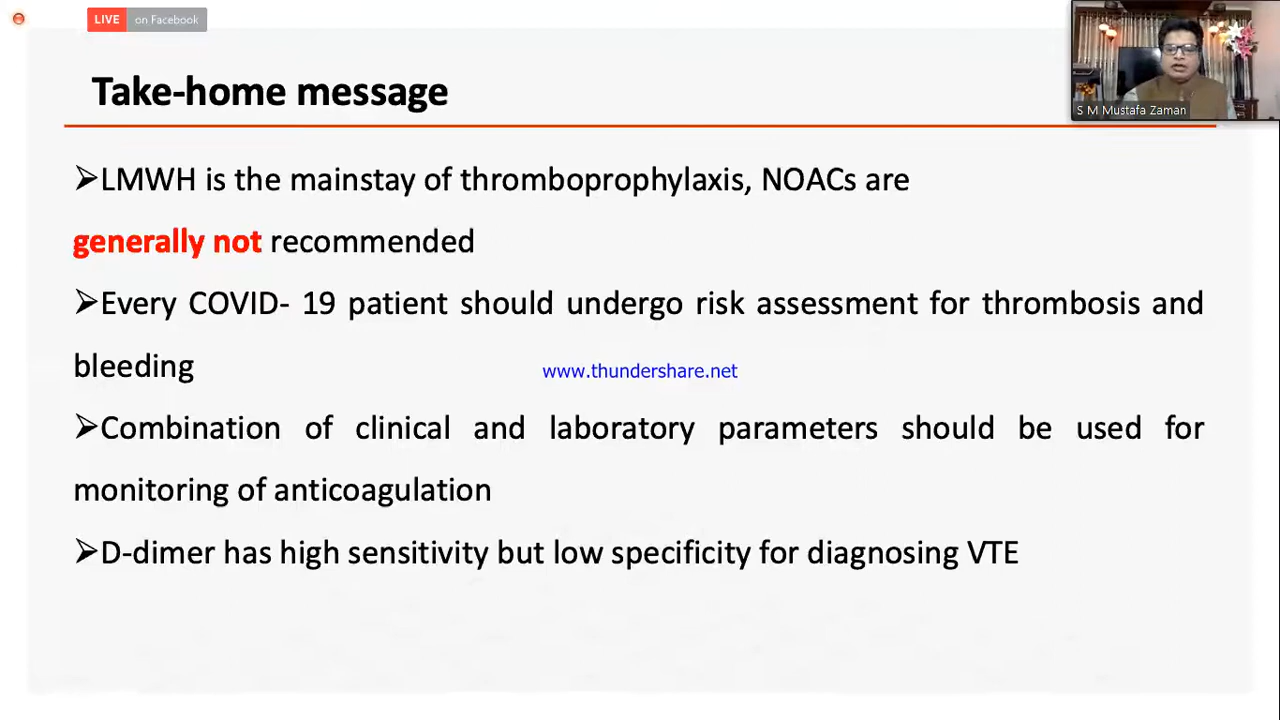 LIVE on Facebook
Take-home message
S M Mustafa Zaman
➢LMWH is the mainstay of thromboprophylaxis, NOACs are
generally not recommended
➢Every COVID- 19 patient should undergo risk assessment for thrombosis and
bleeding
www.thundershare.net
➢Combination of clinical and laboratory parameters should be used for
monitoring of anticoagulation
➢D-dimer has high sensitivity but low specificity for diagnosing VTE